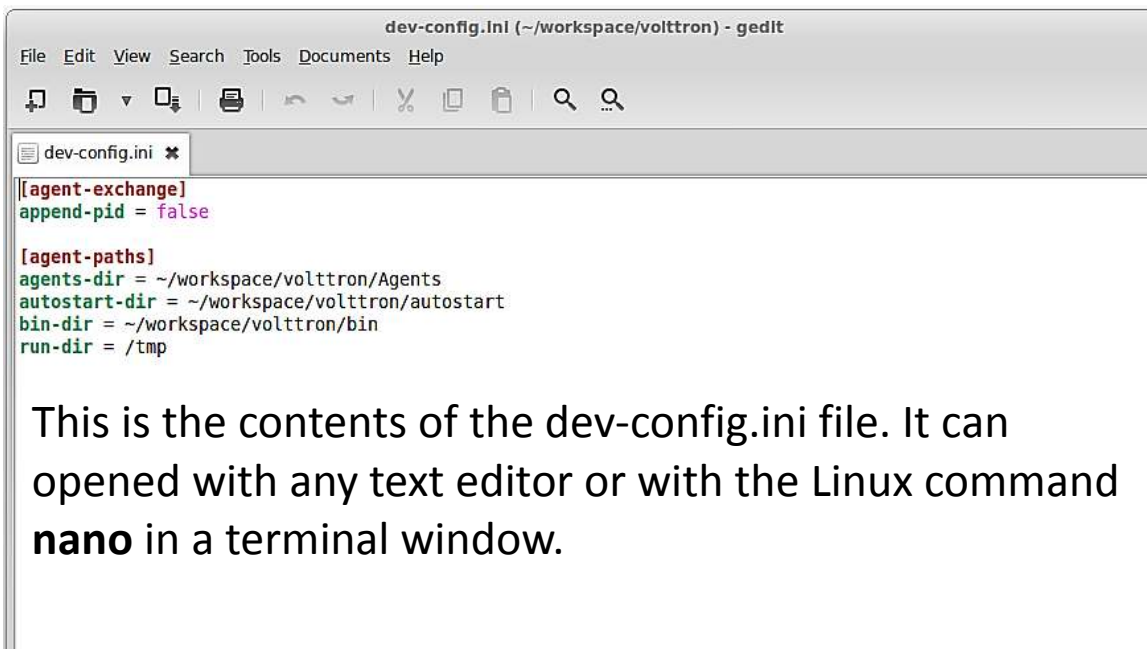 dev-config.ini (~/workspace/volttron) - gedit
File Edit View Search Tools Documents Help
dev-config.ini
[agent-exchange]
append-pid = false
[agent-paths]
agents-dir = ~/workspace/volttron/Agents
autostart-dir = ~/workspace/volttron/autostart
bin-dir = ~/workspace/volttron/bin
run-dir = /tmp
This is the contents of the dev-config.ini file. It can
opened with any text editor or with the Linux command
nano in a terminal window.